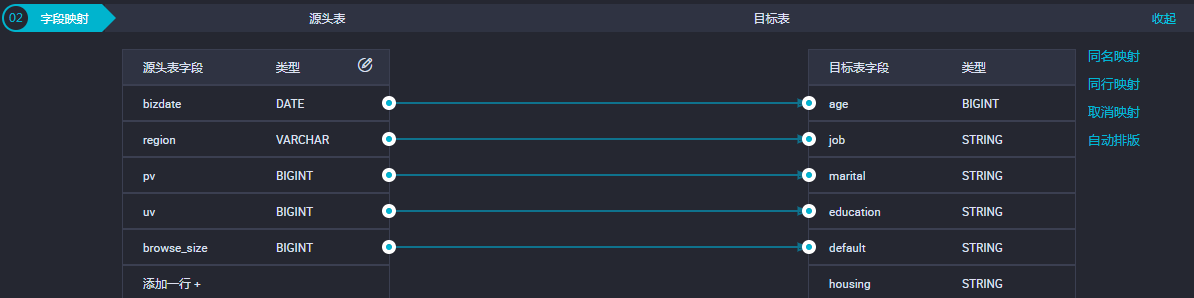 02 字段映射 源头表 目标表 收起
源头表字段 类型 目标表字段 类型 同名映射
同行映射
bizdate DATE age BIGINT
取消映射
region VARCHAR job STRING
自动排版
pv BIGINT marital STRING
uv BIGINT education STRING
browse_size BIGINT default STRING
添加一行 + housing STRING